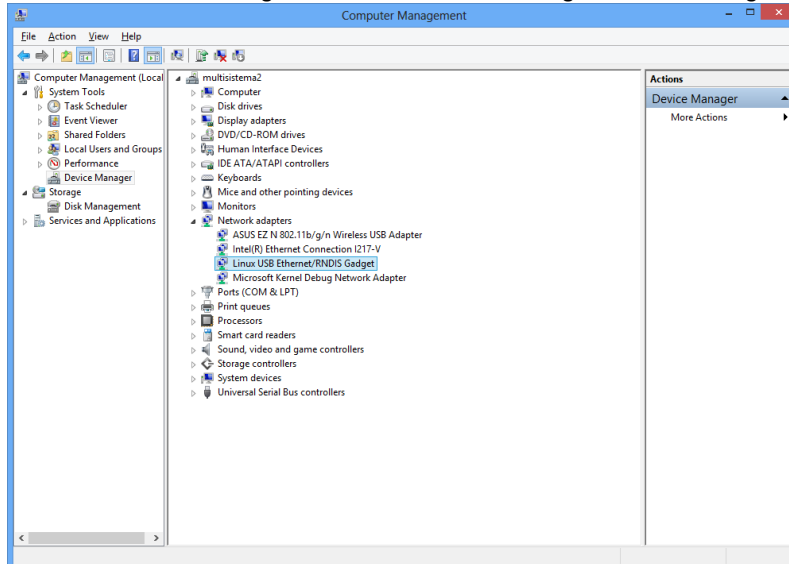 Computer Management
File Action View Help
Computer Management (Local
System Tools
Task Scheduler
Event Viewer
Shared Folders
Local Users and Groups
Performance
Device Manager
Storage
Disk Management
Services and Applications
multisistema2
Computer
Disk drives
Display adapters
DVD/CD-ROM drives
Human Interface Devices
IDE ATA/ATAPI controllers
Keyboards
Mice and other pointing devices
Monitors
Network adapters
ASUS EZ N 802.11b/g/n Wireless USB Adapter
Intel(R) Ethernet Connection I217-V
Linux USB Ethernet/RNDIS Gadget
Microsoft Kernel Debug Network Adapter
Ports (COM & LPT)
Print queues
Processors
Smart card readers
Sound, video and game controllers
Storage controllers
System devices
Universal Serial Bus controllers
Actions
Device Manager
More Actions